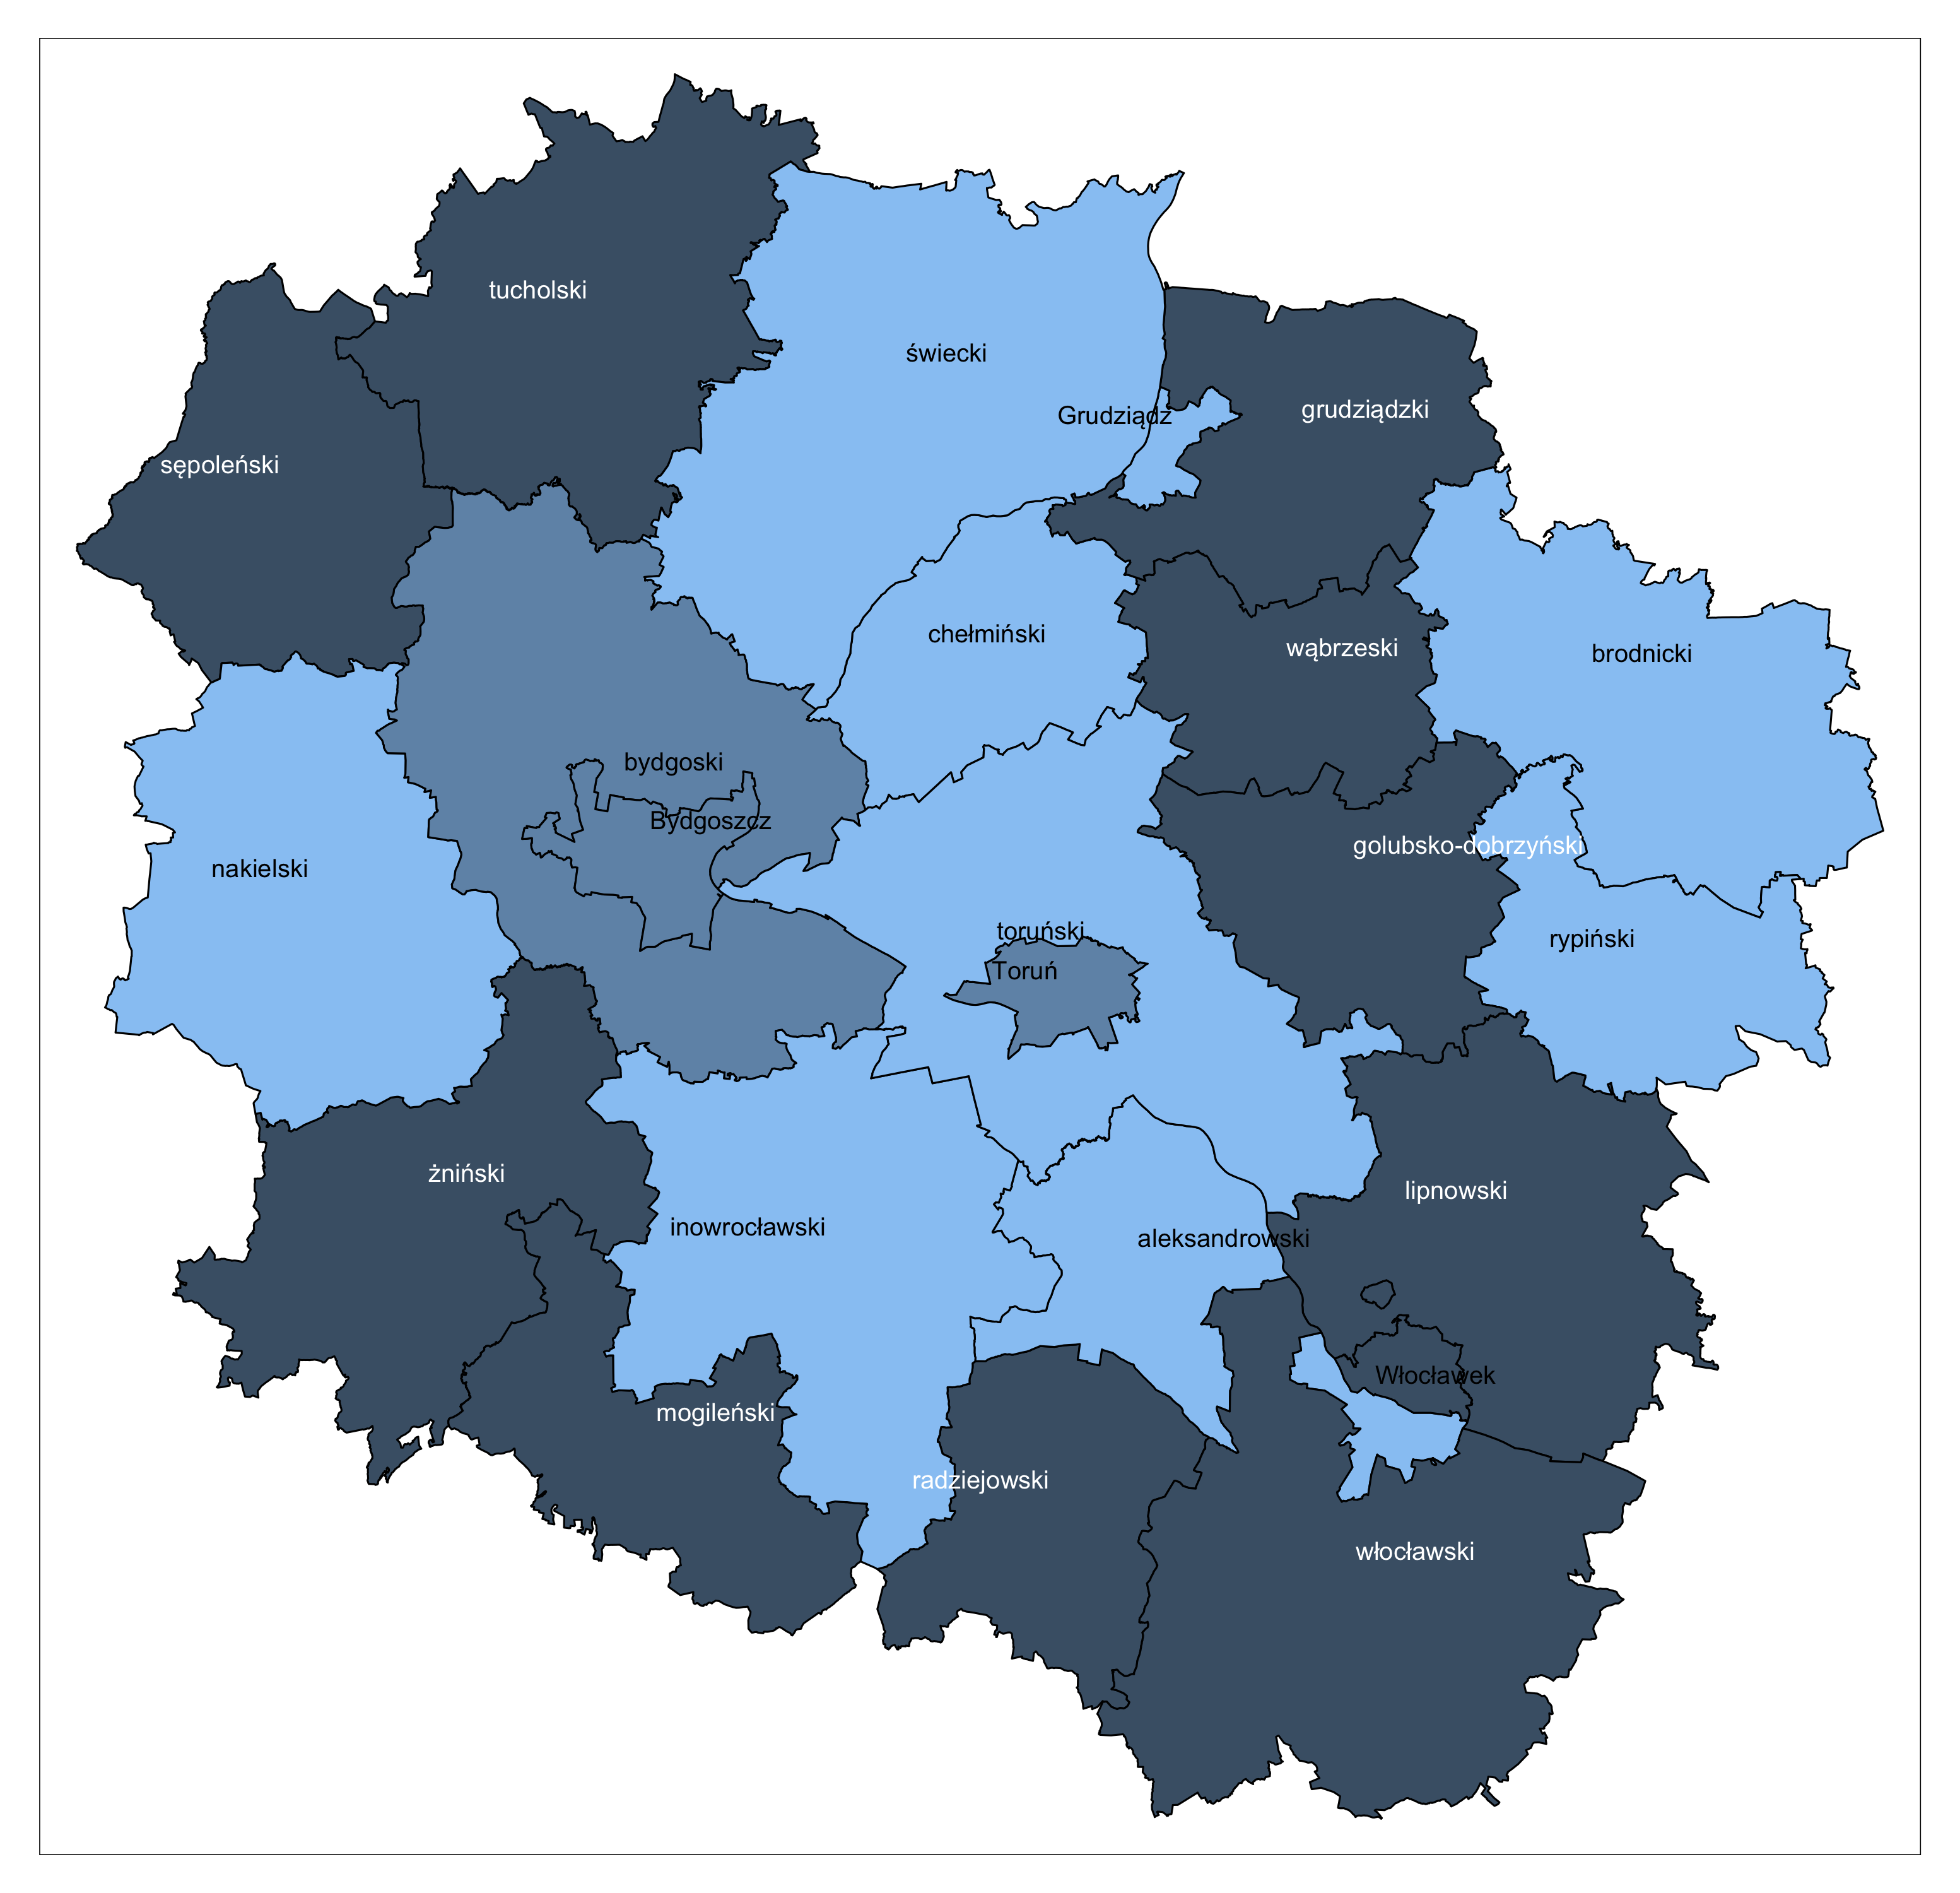 tucholski
świecki
Grudziądz
grudziądzki
sępoleński
chełmiński
wąbrzeski
brodnicki
bydgoski
Bydgoszcz
golubsko-dobrzyński
nakielski
toruński
rypiński
Toruń
żniński
lipnowski
inowrocławski
aleksandrowski
Włocławek
mogileński
radziejowski
włocławski